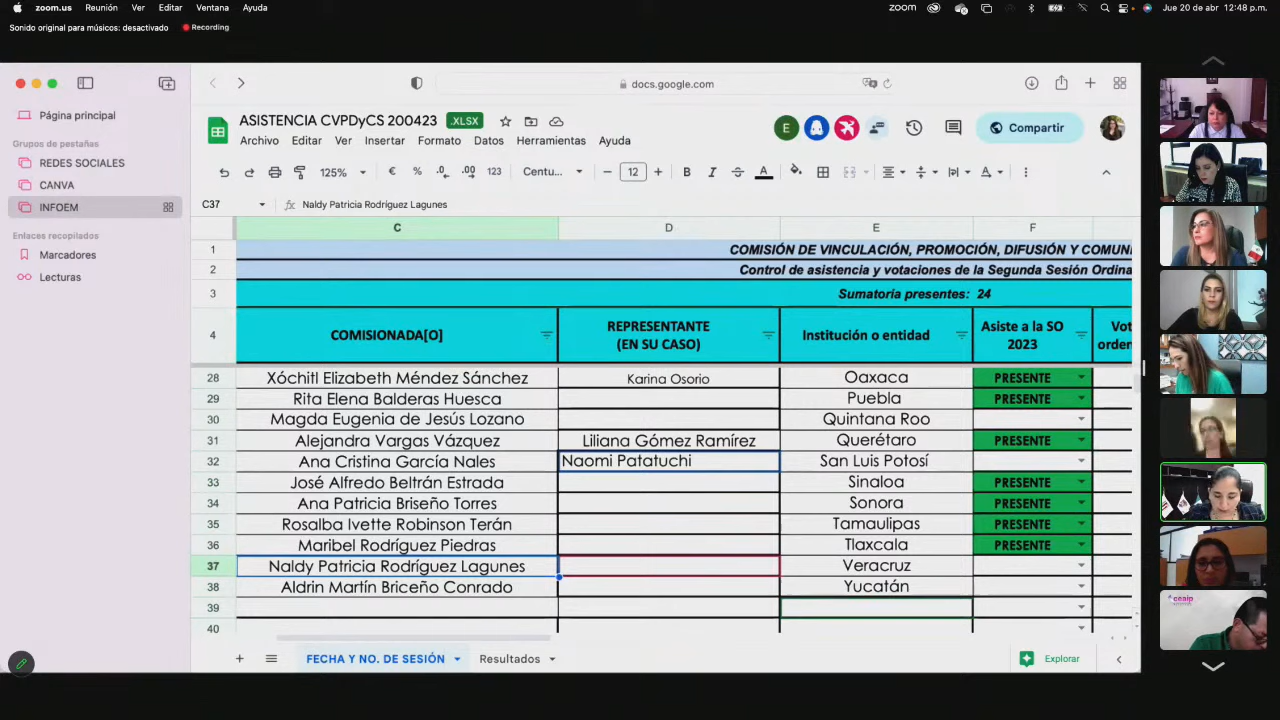 zoom.us Reunión Ver Editar Ventana Ayuda
zoom Jue 20 de abr 12:48 p.m.
Sonido original para músicos: desactivado Recording
docs.google.com
Página principal
Grupos de pestañas
REDES SOCIALES
CANVA
INFOEM
Enlaces recopilados
Marcadores
Lecturas
ASISTENCIA CVPDyCS 200423 .XLSX
E
Compartir
Archivo Editar Ver Insertar Formato Datos Herramientas Ayuda
125% € % .0 .00 123 Centu... − 12 + B I S A
C37 fx Naldy Patricia Rodríguez Lagunes
C D E F
1 COMISIÓN DE VINCULACIÓN, PROMOCIÓN, DIFUSIÓN Y COMUNI
2 Control de asistencia y votaciones de la Segunda Sesión Ordina
3 Sumatoria presentes: 24
4 COMISIONADA[O] REPRESENTANTE (EN SU CASO) Institución o entidad Asiste a la SO 2023 Vot orden
28 Xóchitl Elizabeth Méndez Sánchez Karina Osorio Oaxaca PRESENTE
29 Rita Elena Balderas Huesca Puebla PRESENTE
30 Magda Eugenia de Jesús Lozano Quintana Roo
31 Alejandra Vargas Vázquez Liliana Gómez Ramírez Querétaro PRESENTE
32 Ana Cristina García Nales Naomi Patatuchi San Luis Potosí
33 José Alfredo Beltrán Estrada Sinaloa PRESENTE
34 Ana Patricia Briseño Torres Sonora PRESENTE
35 Rosalba Ivette Robinson Terán Tamaulipas PRESENTE
36 Maribel Rodríguez Piedras Tlaxcala PRESENTE
37 Naldy Patricia Rodríguez Lagunes Veracruz
38 Aldrin Martín Briceño Conrado Yucatán
39
40
FECHA Y NO. DE SESIÓN Resultados Explorar
ceaip